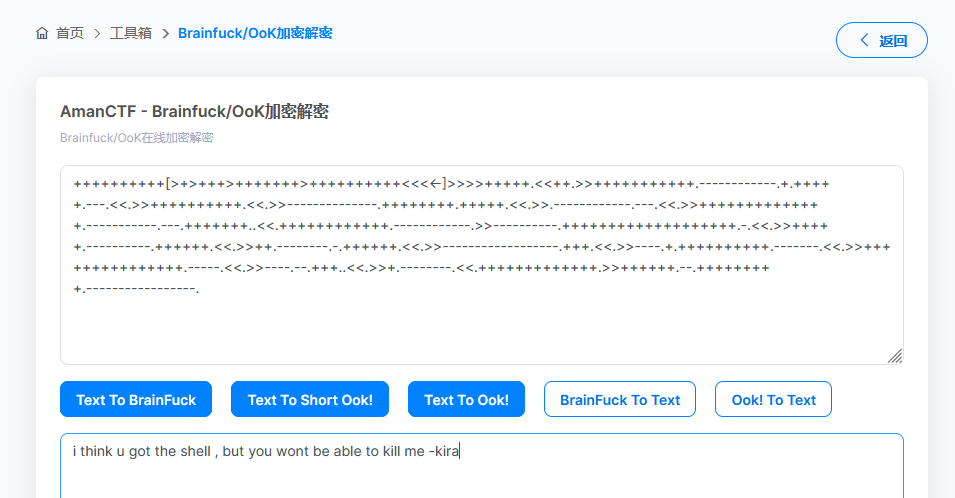 首页 > 工具箱 > Brainfuck/OoK加密解密
返回
AmanCTF - Brainfuck/OoK加密解密
Brainfuck/OoK在线加密解密
++++++++++[>+>+++>+++++++>++++++++++<<<←]>>>>+++++.<<++.>>+++++++++++.------------.+.++++
+.---.<<.>>++++++++++.<<.>>--------------.++++++++.+++++.<<.>>.------------.---.<<.>>+++++++++++++
+.-----------.---.+++++++..<<.++++++++++++.------------.>>----------.+++++++++++++++++++.-.<<.>>++++
+.----------.++++++.<<.>>++.--------.-.++++++.<<.>>------------------.+++.<<.>>----.+.++++++++++.-------.<<.>>+++
++++++++++++.-----.<<.>>----.--.+++..<<.>>+.--------.<<.+++++++++++++.>>++++++.--.++++++++
+.-----------------.
Text To BrainFuck Text To Short Ook! Text To Ook! BrainFuck To Text Ook! To Text
i think u got the shell , but you wont be able to kill me -kira